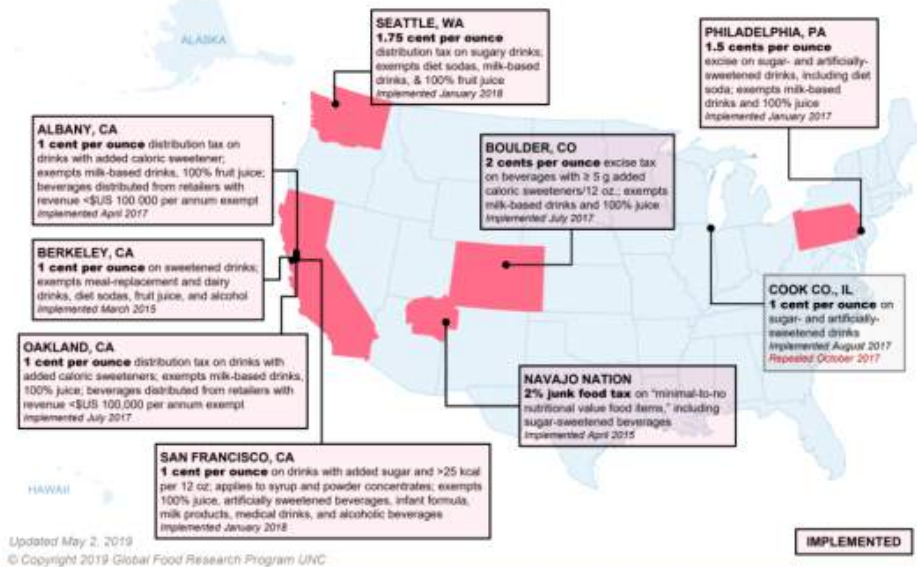 ALASKA
SEATTLE, WA
1.75 cent per ounce
distribution tax on sugary drinks;
exempts diet sodas, milk-based
drinks, & 100% fruit juice
Implemented January 2018
PHILADELPHIA, PA
1.5 cents per ounce
excise on sugar- and artificially-
sweetened drinks, including diet
soda; exempts milk-based
drinks and 100% juice
Implemented January 2017
ALBANY, CA
1 cent per ounce distribution tax on
drinks with added caloric sweetener;
exempts milk-based drinks, 100% fruit juice;
beverages distributed from retailers with
revenue <$US 100 000 per annum exempt
Implemented April 2017
BOULDER, CO
2 cents per ounce excise tax
on beverages with ≥ 5 g added
caloric sweeteners/12 oz.; exempts
milk-based drinks and 100% juice
Implemented July 2017
BERKELEY, CA
1 cent per ounce on sweetened drinks;
exempts meal-replacement and dairy
drinks, diet sodas, fruit juice, and alcohol
Implemented March 2015
COOK CO., IL
1 cent per ounce on
sugar- and artificially-
sweetened drinks
Implemented August 2017
Repealed October 2017
OAKLAND, CA
1 cent per ounce distribution tax on drinks with
added caloric sweeteners; exempts milk-based drinks,
100% juice; beverages distributed from retailers with
revenue <$US 100,000 per annum exempt
Implemented July 2017
NAVAJO NATION
2% junk food tax on "minimal-to-no
nutritional value food items," including
sugar-sweetened beverages
Implemented April 2015
SAN FRANCISCO, CA
1 cent per ounce on drinks with added sugar and >25 kcal
per 12 oz; applies to syrup and powder concentrates; exempts
100% juice, artificially sweetened beverages, infant formula,
milk products, medical drinks, and alcoholic beverages
Implemented January 2018
HAWAII
Updated May 2, 2019
© Copyright 2019 Global Food Research Program UNC
IMPLEMENTED